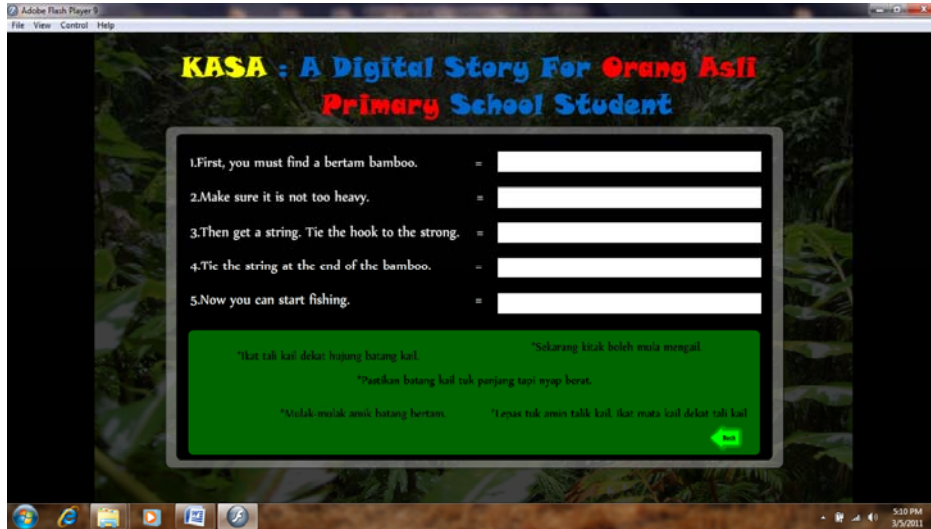 Adobe Flash Player 9
File View Control Help
KASA : A Digital Story For Orang Asli
Primary School Student
1.First, you must find a bertam bamboo. =
2.Make sure it is not too heavy. =
3.Then get a string. Tie the hook to the strong. =
4.Tie the string at the end of the bamboo. =
5.Now you can start fishing. =
*Sekarang kitak boleh mula mengail.
*Ikat tali kail dekat hujung batang kail.
*Pastikan batang kail tuk panjang tapi nyap berat.
*Mulak-mulak amik batang bertam. *Lepas tuk amin talik kail, ikat mata kail dekat tali kail
Back
5:10 PM
3/5/2011